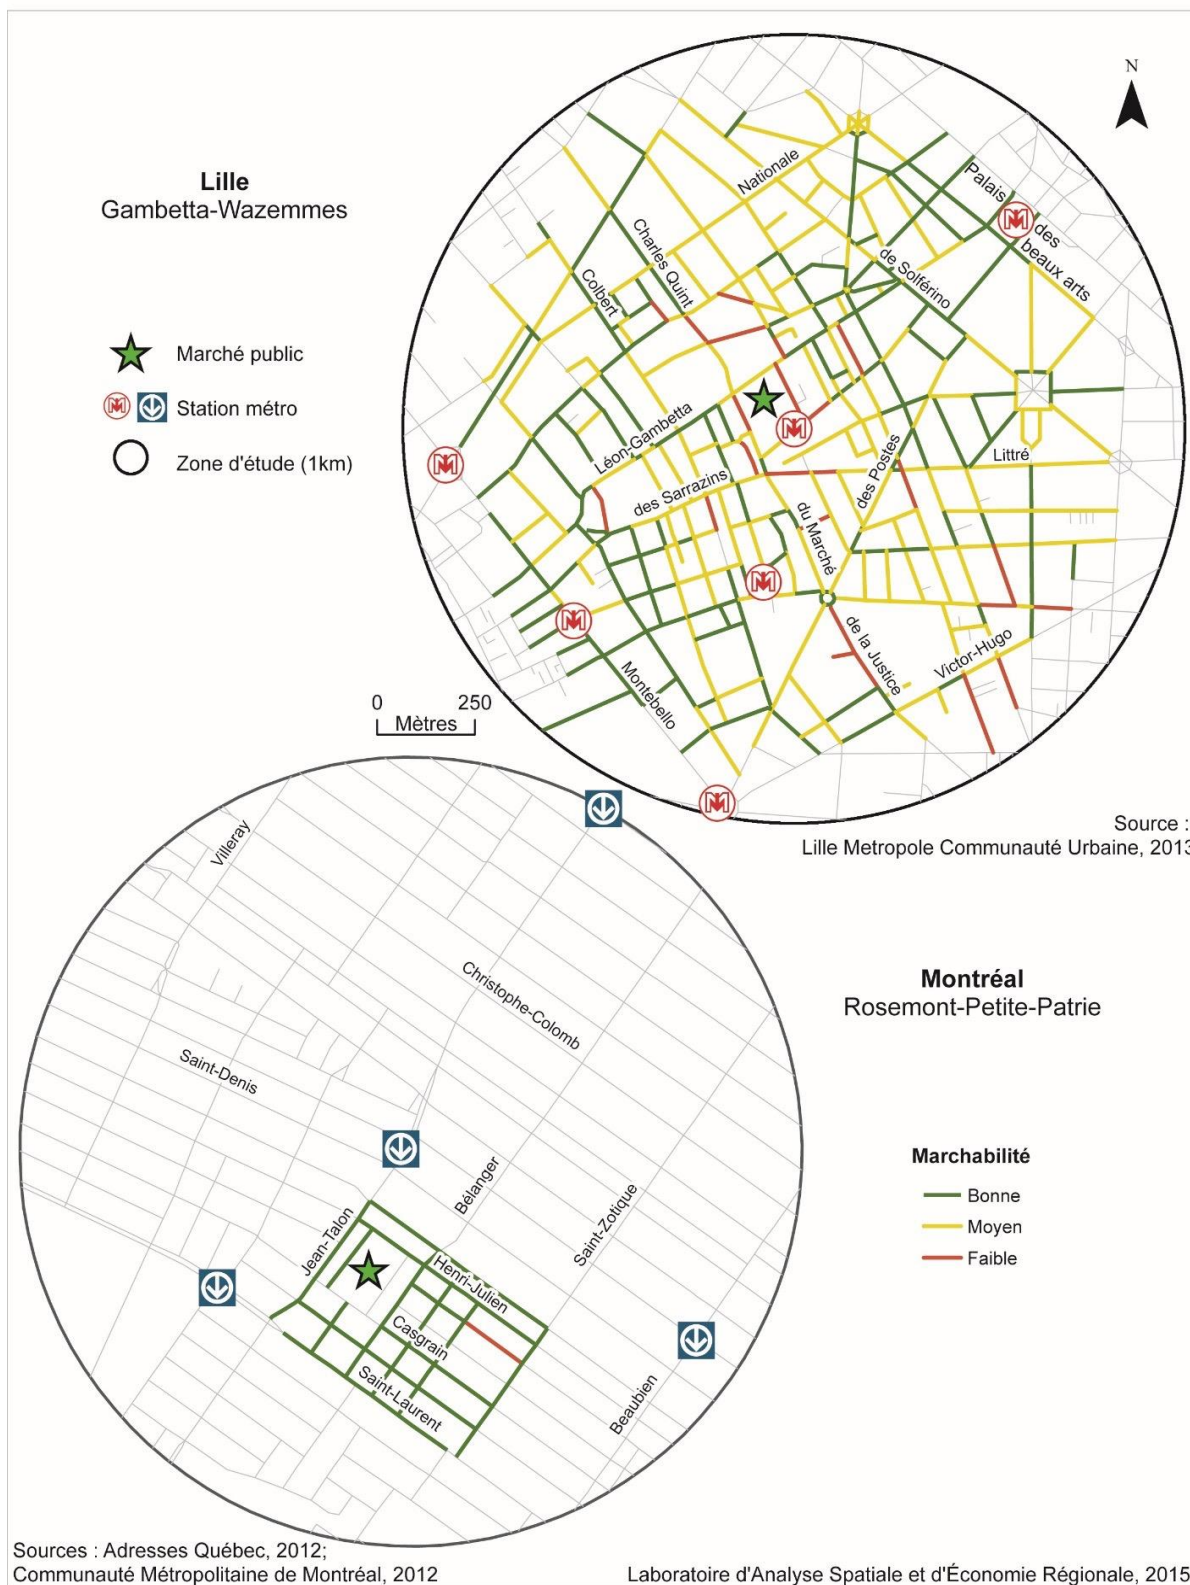 Lille
Gambetta-Wazemmes
Marché public
Station métro
Zone d'étude (1km)
N
Nationale
Palais des beaux arts
Charles Quint
Colbert
de Solférino
Léon-Gambetta
des Sarrazins
des Postes
Littré
du Marché
de la Justice
Victor-Hugo
Montebello
0 250
Mètres
Source :
Lille Metropole Communauté Urbaine, 2013
Villeray
Christophe-Colomb
Saint-Denis
Montréal
Rosemont-Petite-Patrie
Jean-Talon
Bélanger
Saint-Zotique
Henri-Julien
Casgrain
Saint-Laurent
Beaubien
Marchabilité
Bonne
Moyen
Faible
Sources : Adresses Québec, 2012;
Communauté Métropolitaine de Montréal, 2012
Laboratoire d'Analyse Spatiale et d'Économie Régionale, 2015